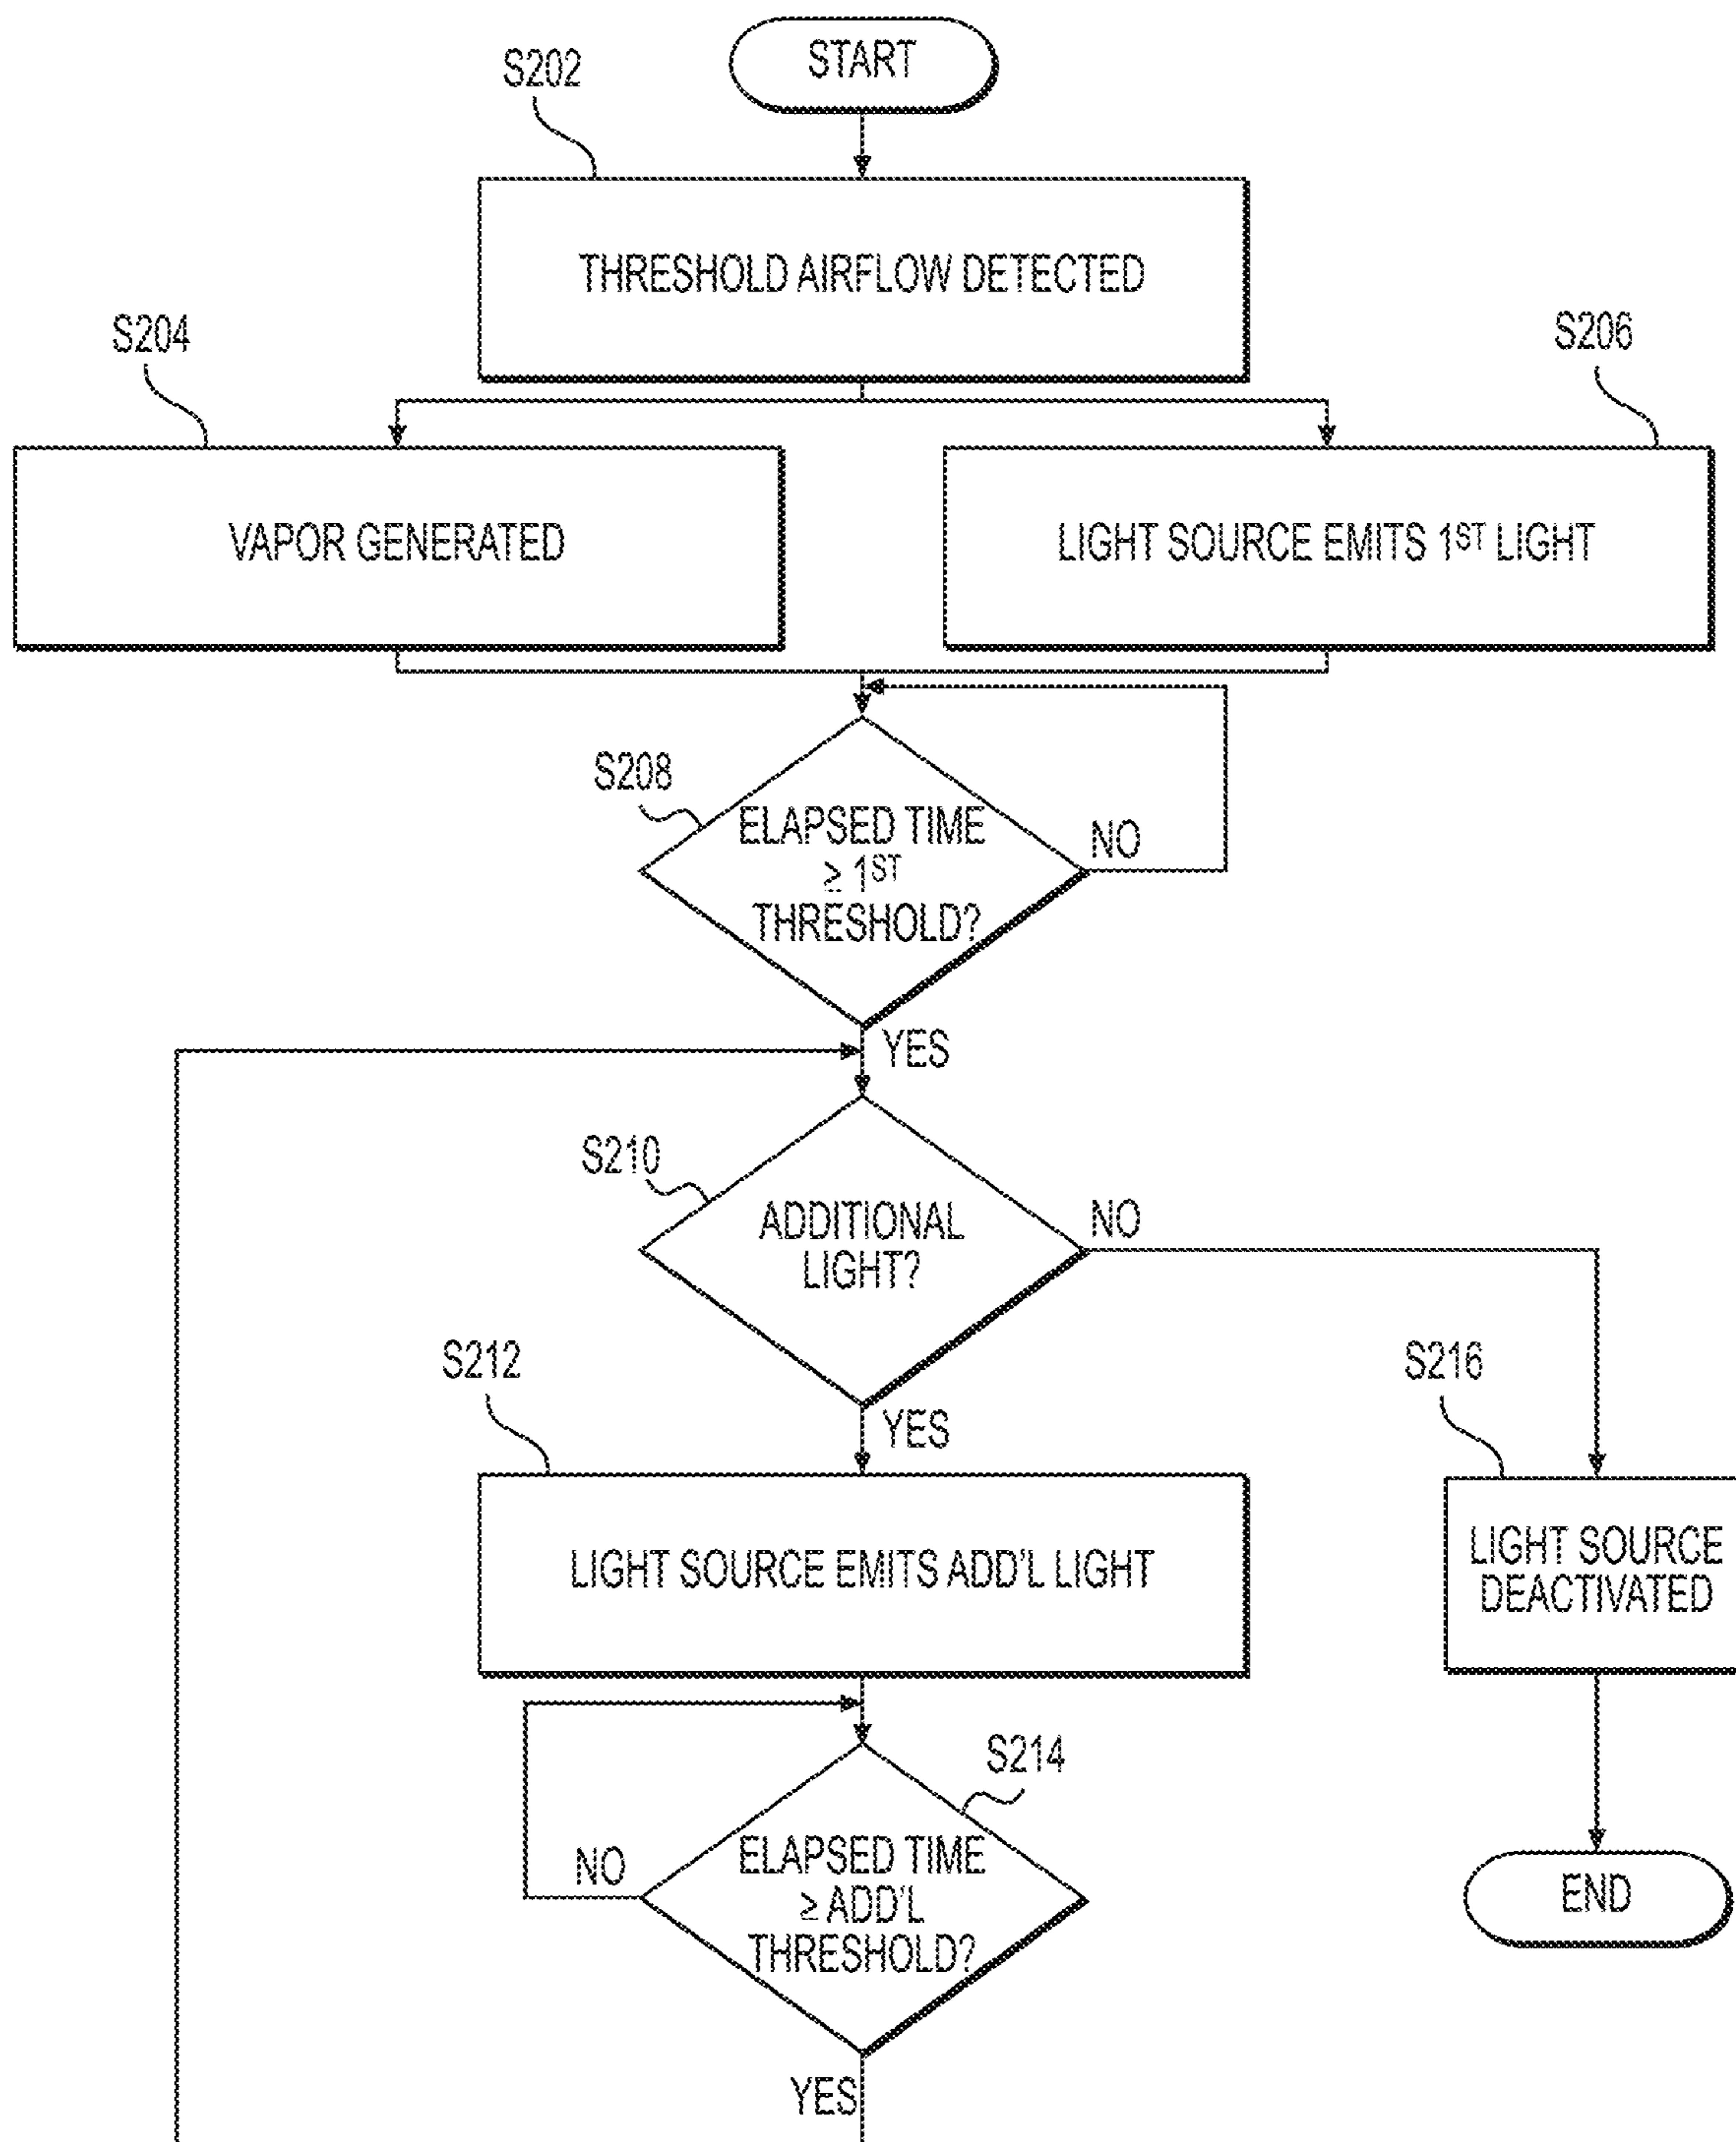 START
S202
THRESHOLD AIRFLOW DETECTED
S204
S206
VAPOR GENERATED
LIGHT SOURCE EMITS 1ST LIGHT
S208
ELAPSED TIME
≥ 1ST
THRESHOLD?
NO
YES
S210
ADDITIONAL
LIGHT?
NO
YES
S212
S216
LIGHT SOURCE EMITS ADD'L LIGHT
LIGHT SOURCE
DEACTIVATED
S214
ELAPSED TIME
≥ ADD'L
THRESHOLD?
NO
YES
END